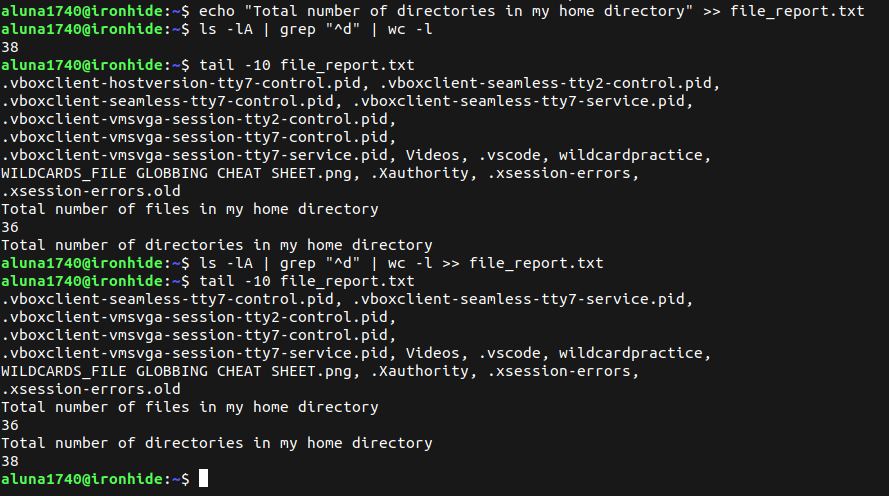 aluna1740@ironhide:~$ echo "Total number of directories in my home directory" >> file_report.txt
aluna1740@ironhide:~$ ls -lA | grep "^d" | wc -l
38
aluna1740@ironhide:~$ tail -10 file_report.txt
.vboxclient-hostversion-tty7-control.pid, .vboxclient-seamless-tty2-control.pid,
.vboxclient-seamless-tty7-control.pid, .vboxclient-seamless-tty7-service.pid,
.vboxclient-vmsvga-session-tty2-control.pid,
.vboxclient-vmsvga-session-tty7-control.pid,
.vboxclient-vmsvga-session-tty7-service.pid, Videos, .vscode, wildcardpractice,
WILDCARDS_FILE GLOBBING CHEAT SHEET.png, .Xauthority, .xsession-errors,
.xsession-errors.old
Total number of files in my home directory
36
Total number of directories in my home directory
aluna1740@ironhide:~$ ls -lA | grep "^d" | wc -l >> file_report.txt
aluna1740@ironhide:~$ tail -10 file_report.txt
.vboxclient-seamless-tty7-control.pid, .vboxclient-seamless-tty7-service.pid,
.vboxclient-vmsvga-session-tty2-control.pid,
.vboxclient-vmsvga-session-tty7-control.pid,
.vboxclient-vmsvga-session-tty7-service.pid, Videos, .vscode, wildcardpractice,
WILDCARDS_FILE GLOBBING CHEAT SHEET.png, .Xauthority, .xsession-errors,
.xsession-errors.old
Total number of files in my home directory
36
Total number of directories in my home directory
38
aluna1740@ironhide:~$